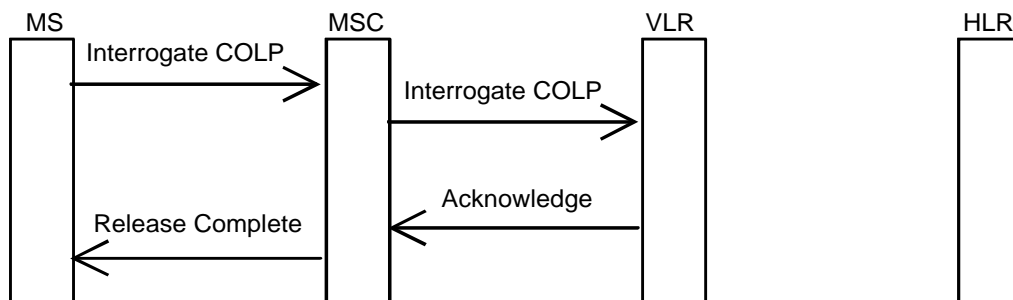 MS MSC VLR HLR
Interrogate COLP
Interrogate COLP
Acknowledge
Release Complete